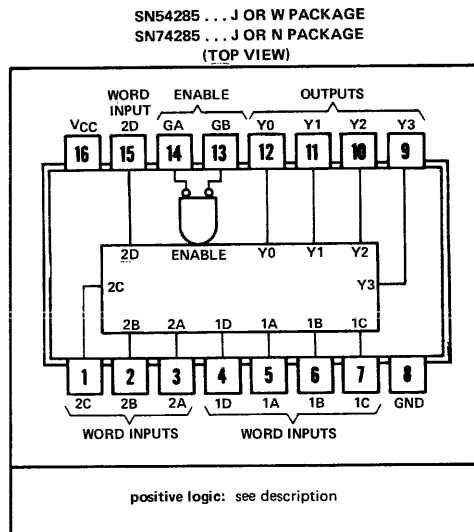 SN54285 ... J OR W PACKAGE
SN74285 ... J OR N PACKAGE
(TOP VIEW)
WORD INPUT ENABLE OUTPUTS
VCC 2D GA GB Y0 Y1 Y2 Y3
16 15 14 13 12 11 10 9
2D ENABLE Y0 Y1 Y2
2C Y3
2B 2A 1D 1A 1B 1C
1 2 3 4 5 6 7 8
2C 2B 2A 1D 1A 1B 1C GND
WORD INPUTS WORD INPUTS
positive logic: see description